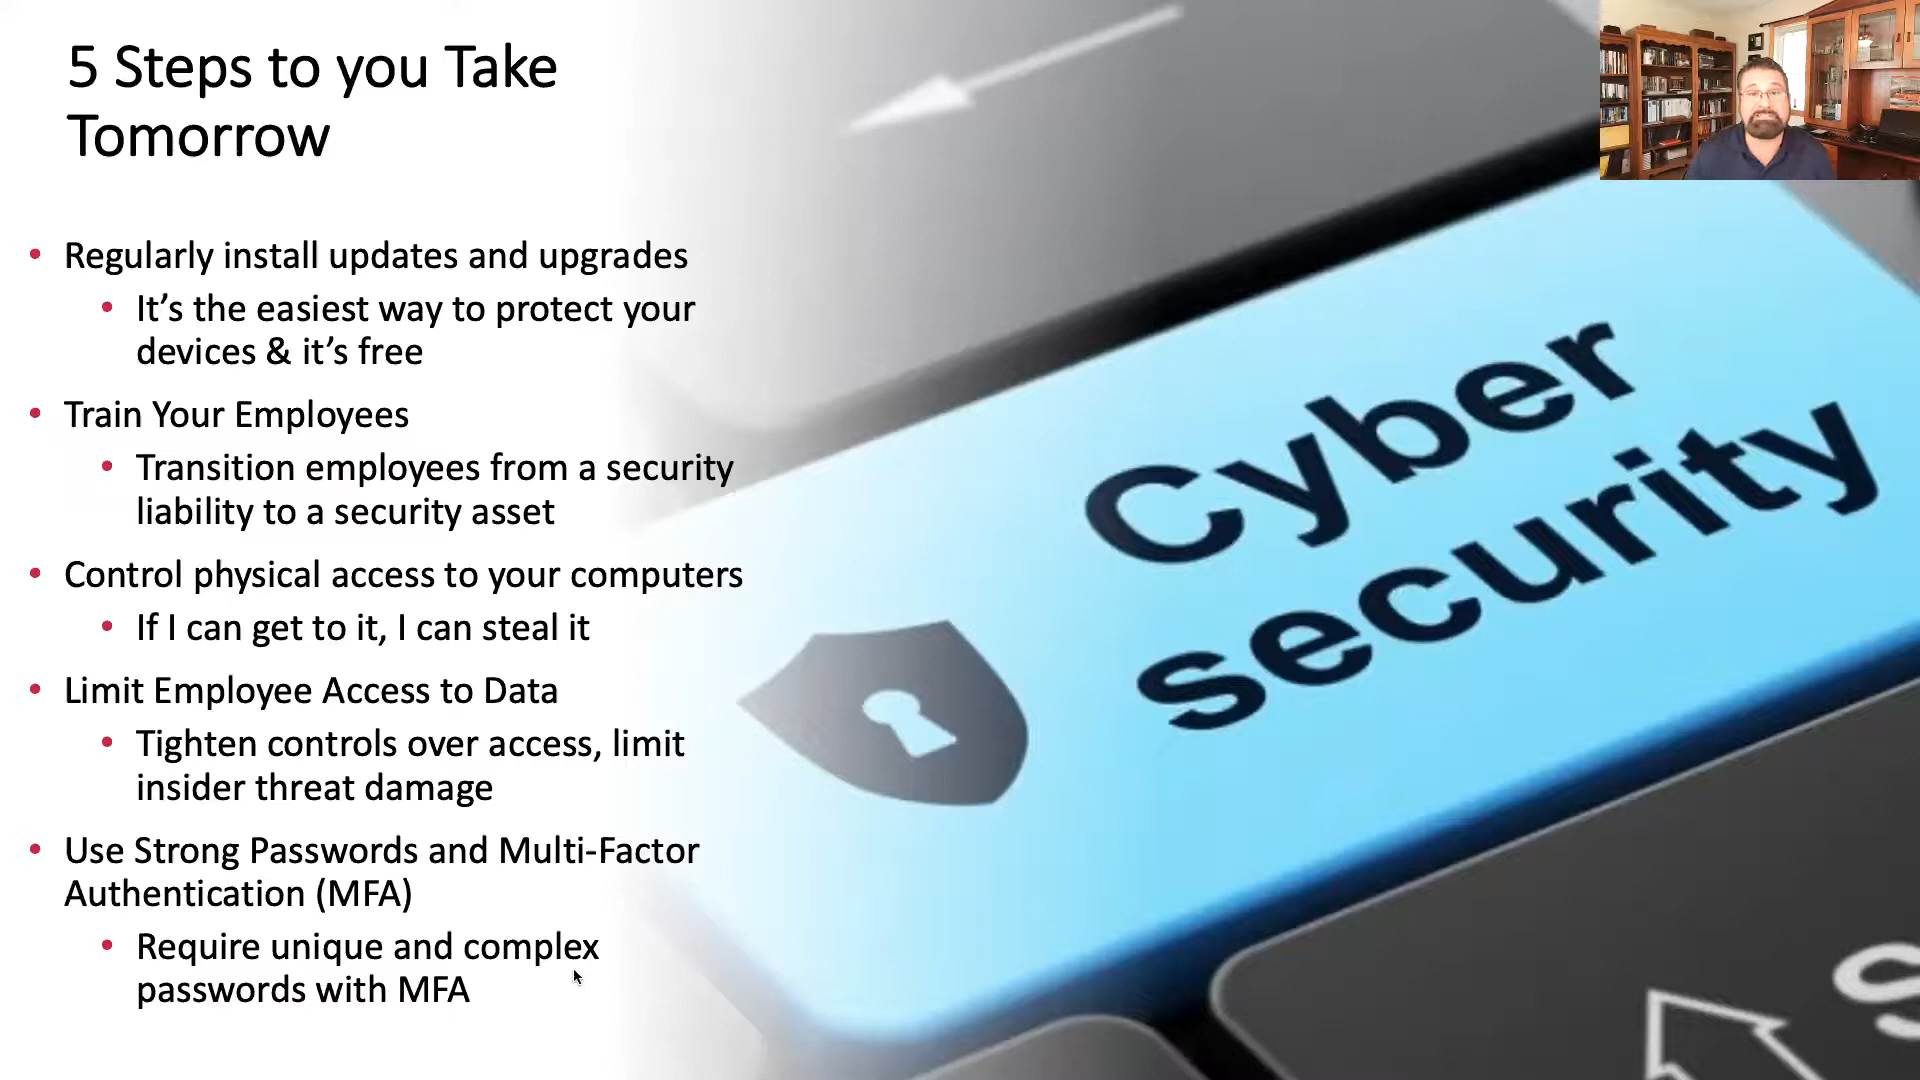 5 Steps to you Take
Tomorrow
• Regularly install updates and upgrades
• It’s the easiest way to protect your
devices & it’s free
• Train Your Employees
• Transition employees from a security
liability to a security asset
• Control physical access to your computers
• If I can get to it, I can steal it
• Limit Employee Access to Data
• Tighten controls over access, limit
insider threat damage
• Use Strong Passwords and Multi-Factor
Authentication (MFA)
• Require unique and complex
passwords with MFA
Cyber
security